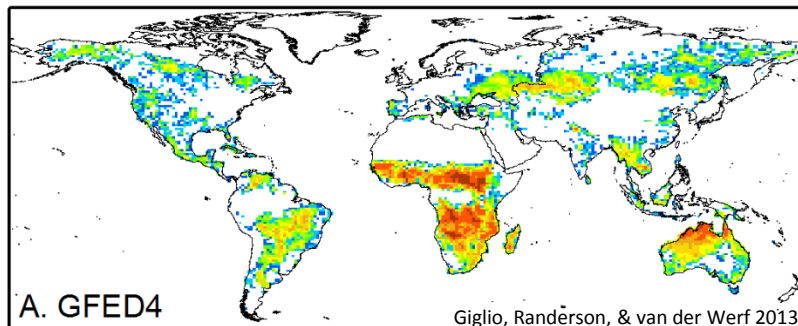 A. GFED4
Giglio, Randerson, & van der Werf 2013